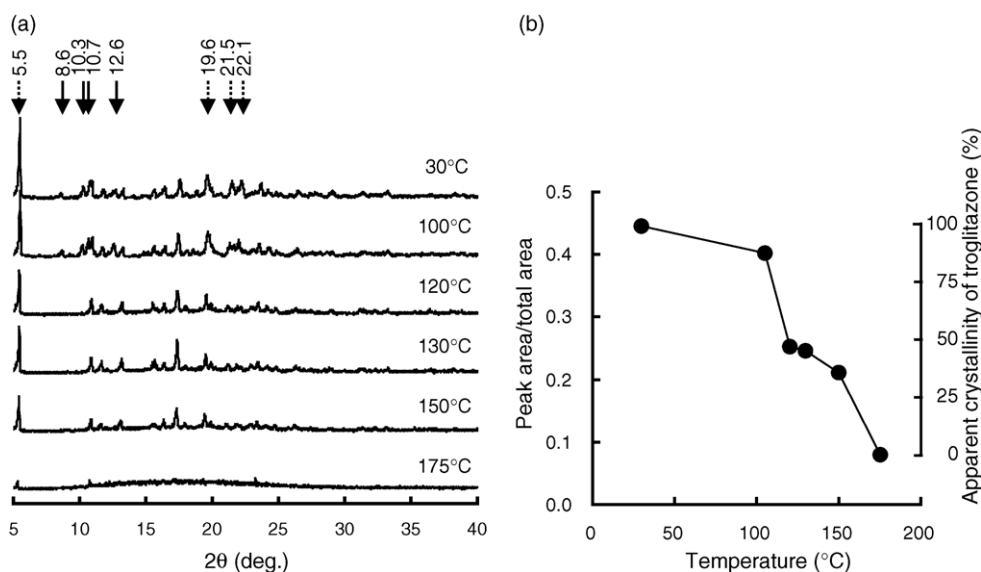 (a)
5.5 8.6 10.3 10.7 12.6 19.6 21.5 22.1
30°C
100°C
120°C
130°C
150°C
175°C
5 10 15 20 25 30 35 40
2θ (deg.)
(b)
Peak area/total area
0.5
0.4
0.3
0.2
0.1
0.0
0 50 100 150 200
Temperature (°C)
100
75
50
25
0
Apparent crystallinity of troglitazone (%)